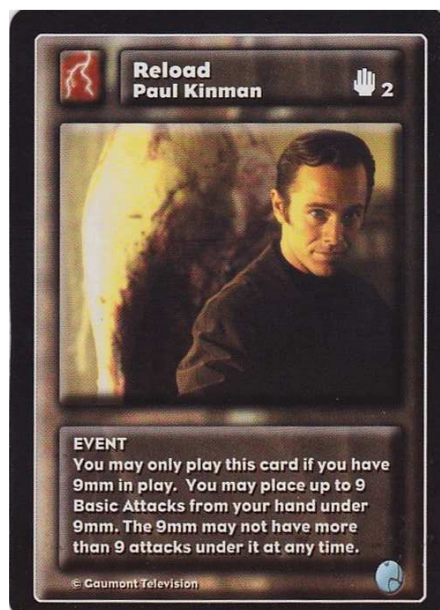 Reload
Paul Kinman
2
EVENT
You may only play this card if you have
9mm in play. You may place up to 9
Basic Attacks from your hand under
9mm. The 9mm may not have more
than 9 attacks under it at any time.
© Gaumont Television